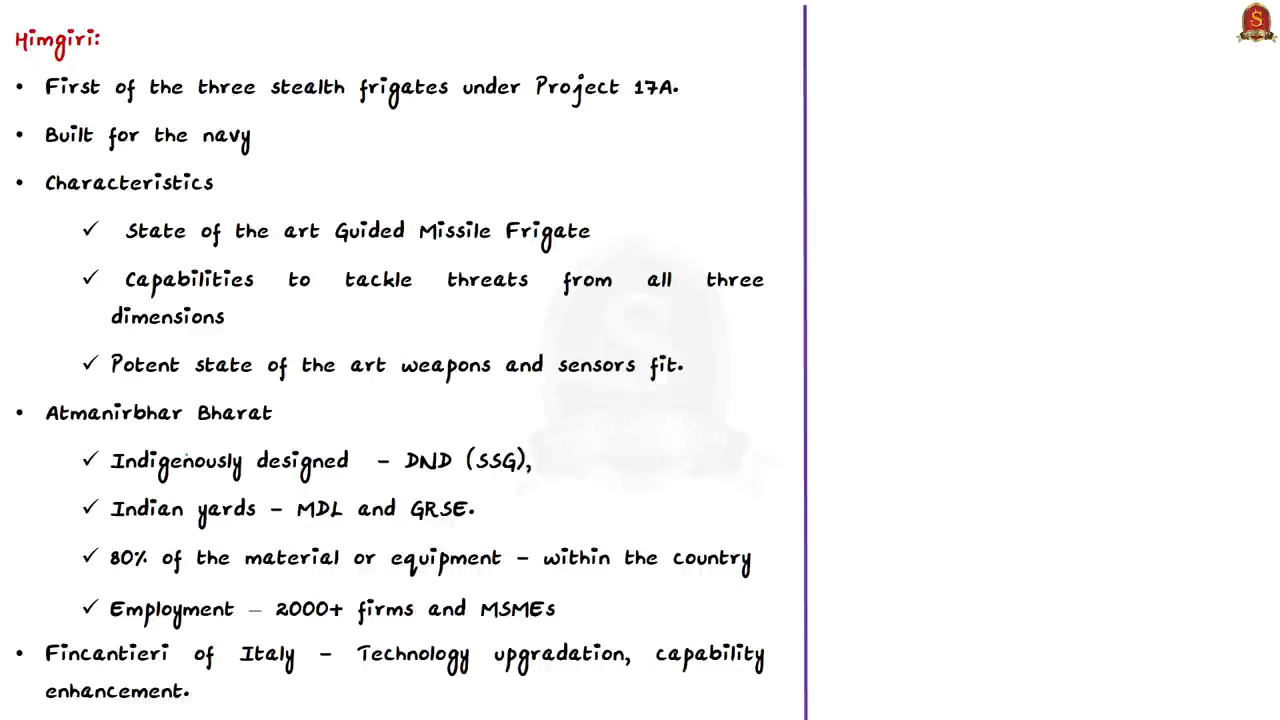 Himgiri:
• First of the three stealth frigates under Project 17A.
• Built for the navy
• Characteristics
✓ State of the art Guided Missile Frigate
✓ Capabilities to tackle threats from all three
dimensions
✓ Potent state of the art weapons and sensors fit.
• Atmanirbhar Bharat
✓ Indigenously designed - DND (SSG),
✓ Indian yards - MDL and GRSE.
✓ 80% of the material or equipment - within the country
✓ Employment – 2000+ firms and MSMEs
• Fincantieri of Italy - Technology upgradation, capability
enhancement.
S